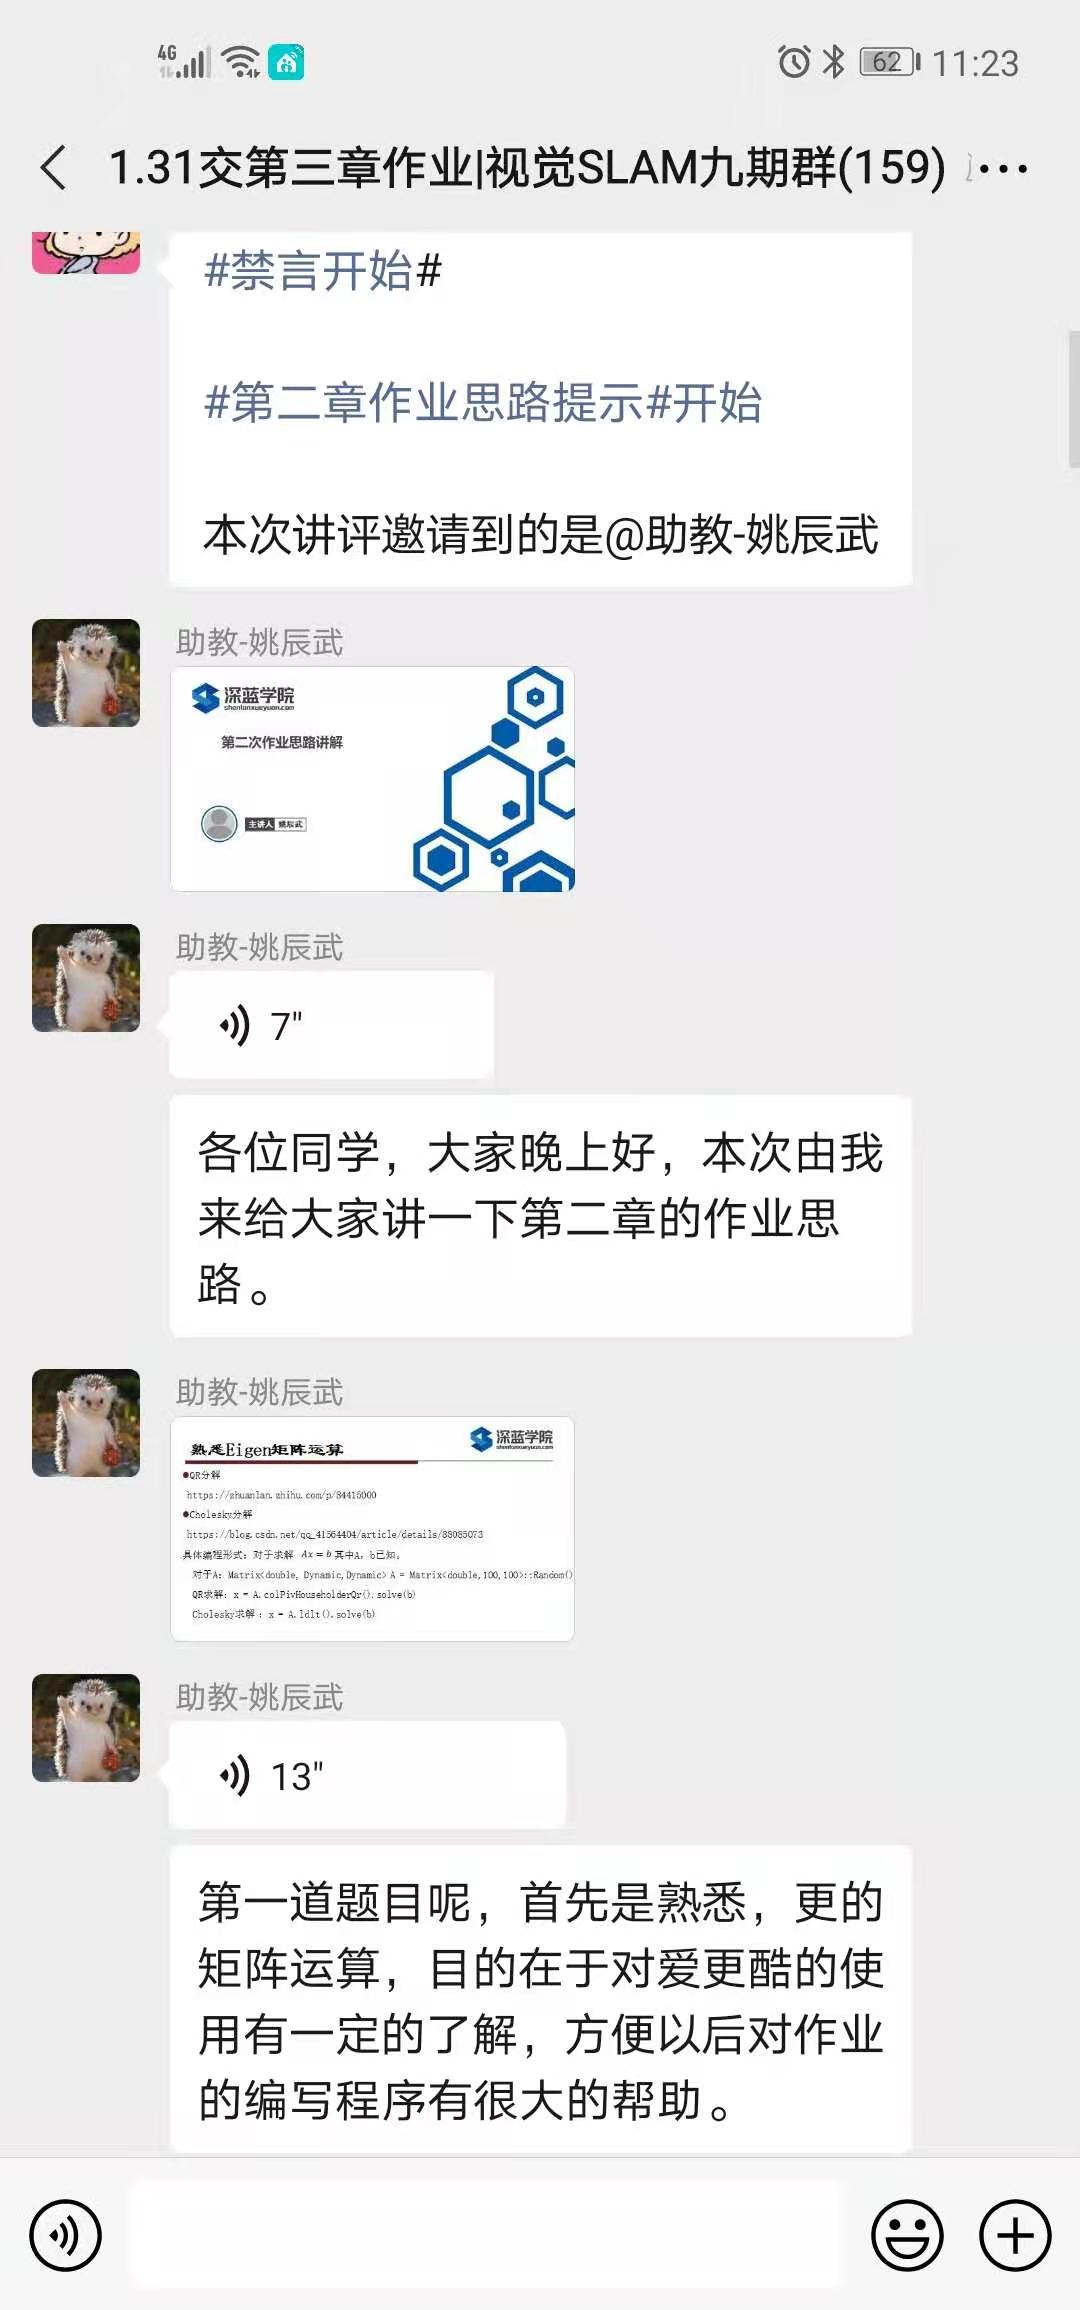 4G 62 11:23
1.31交第三章作业|视觉SLAM九期群(159)
#禁言开始#
#第二章作业思路提示#开始
本次讲评邀请到的是@助教-姚辰武
助教-姚辰武
深蓝学院
shenlanxueyuan.com
第二次作业思路讲解
主讲人 姚辰武
助教-姚辰武
7"
各位同学，大家晚上好，本次由我
来给大家讲一下第二章的作业思
路。
助教-姚辰武
深蓝学院
shenlanxueyuan.com
熟悉Eigen矩阵运算
●QR分解
https://zhuanlan.zhihu.com/p/84415000
●Cholesky分解
https://blog.csdn.net/qq_41564404/article/details/88085073
具体编程形式：对于求解 Ax = b 其中A，b已知。
对于A：Matrix<double, Dynamic,Dynamic> A = Matrix<double,100,100>::Random()
QR求解：x = A.colPivHouseholderQr().solve(b)
Cholesky求解：x = A.ldlt().solve(b)
助教-姚辰武
13"
第一道题目呢，首先是熟悉，更的
矩阵运算，目的在于对爱更酷的使
用有一定的了解，方便以后对作业
的编写程序有很大的帮助。